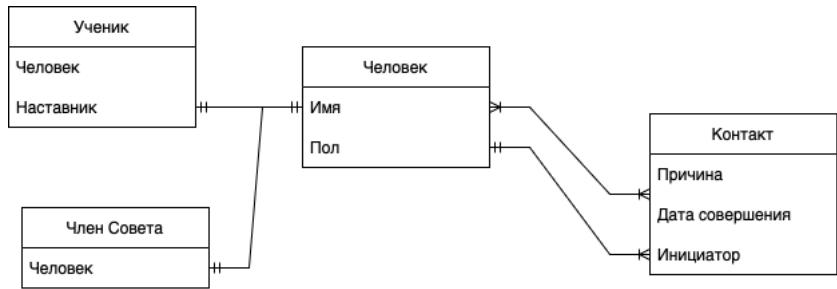 Ученик
Человек
Наставник
Человек
Имя
Пол
Контакт
Причина
Дата совершения
Инициатор
Член Совета
Человек